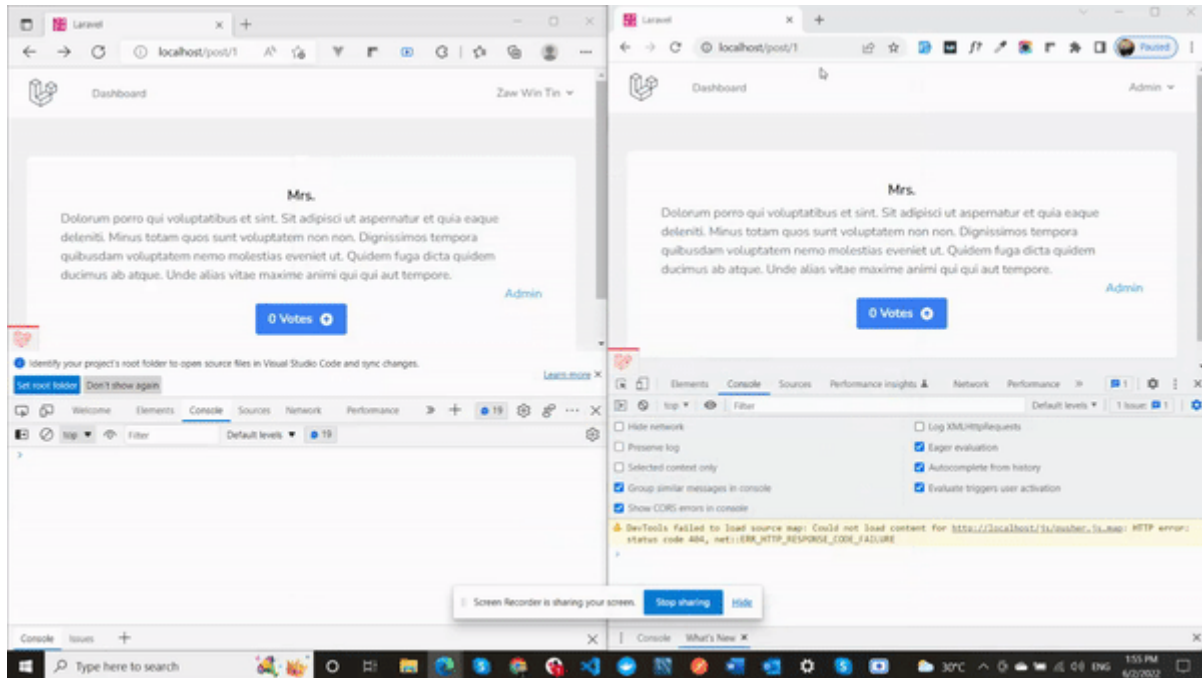 Laravel
localhost/post/1
Dashboard
Zaw Win Tin
Mrs.
Dolorum porro qui voluptatibus et sint. Sit adipisci ut aspernatur et quia eaque
deleniti. Minus totam quos sunt voluptatem non non. Dignissimos tempora
quibusdam voluptatem nemo molestias eveniet ut. Quidem fuga dicta quidem
ducimus ab atque. Unde alias vitae maxime animi qui qui aut tempore.
Admin
0 Votes
Identify your project's root folder to open source files in Visual Studio Code and sync changes.
Learn more
Set root folder Don't show again
Welcome Elements Console Sources Network Performance 19
top Filter Default levels 19
Console Issues
Laravel
localhost/post/1 Paused
Dashboard
Admin
Mrs.
Dolorum porro qui voluptatibus et sint. Sit adipisci ut aspernatur et quia eaque
deleniti. Minus totam quos sunt voluptatem non non. Dignissimos tempora
quibusdam voluptatem nemo molestias eveniet ut. Quidem fuga dicta quidem
ducimus ab atque. Unde alias vitae maxime animi qui qui aut tempore.
Admin
0 Votes
Elements Console Sources Performance insights Network Performance 1
top Filter Default levels 1 Issue: 1
Hide network Log XMLHttpRequests
Preserve log Eager evaluation
Selected context only Autocomplete from history
Group similar messages in console Evaluate triggers user activation
Show CORS errors in console
DevTools failed to load source map: Could not load content for http://localhost/js/pusher.js.map: HTTP error:
status code 404, net::ERR_HTTP_RESPONSE_CODE_FAILURE
Screen Recorder is sharing your screen. Stop sharing Hide
Console What's New
Type here to search
30°C ENG
1:55 PM
6/2/2022